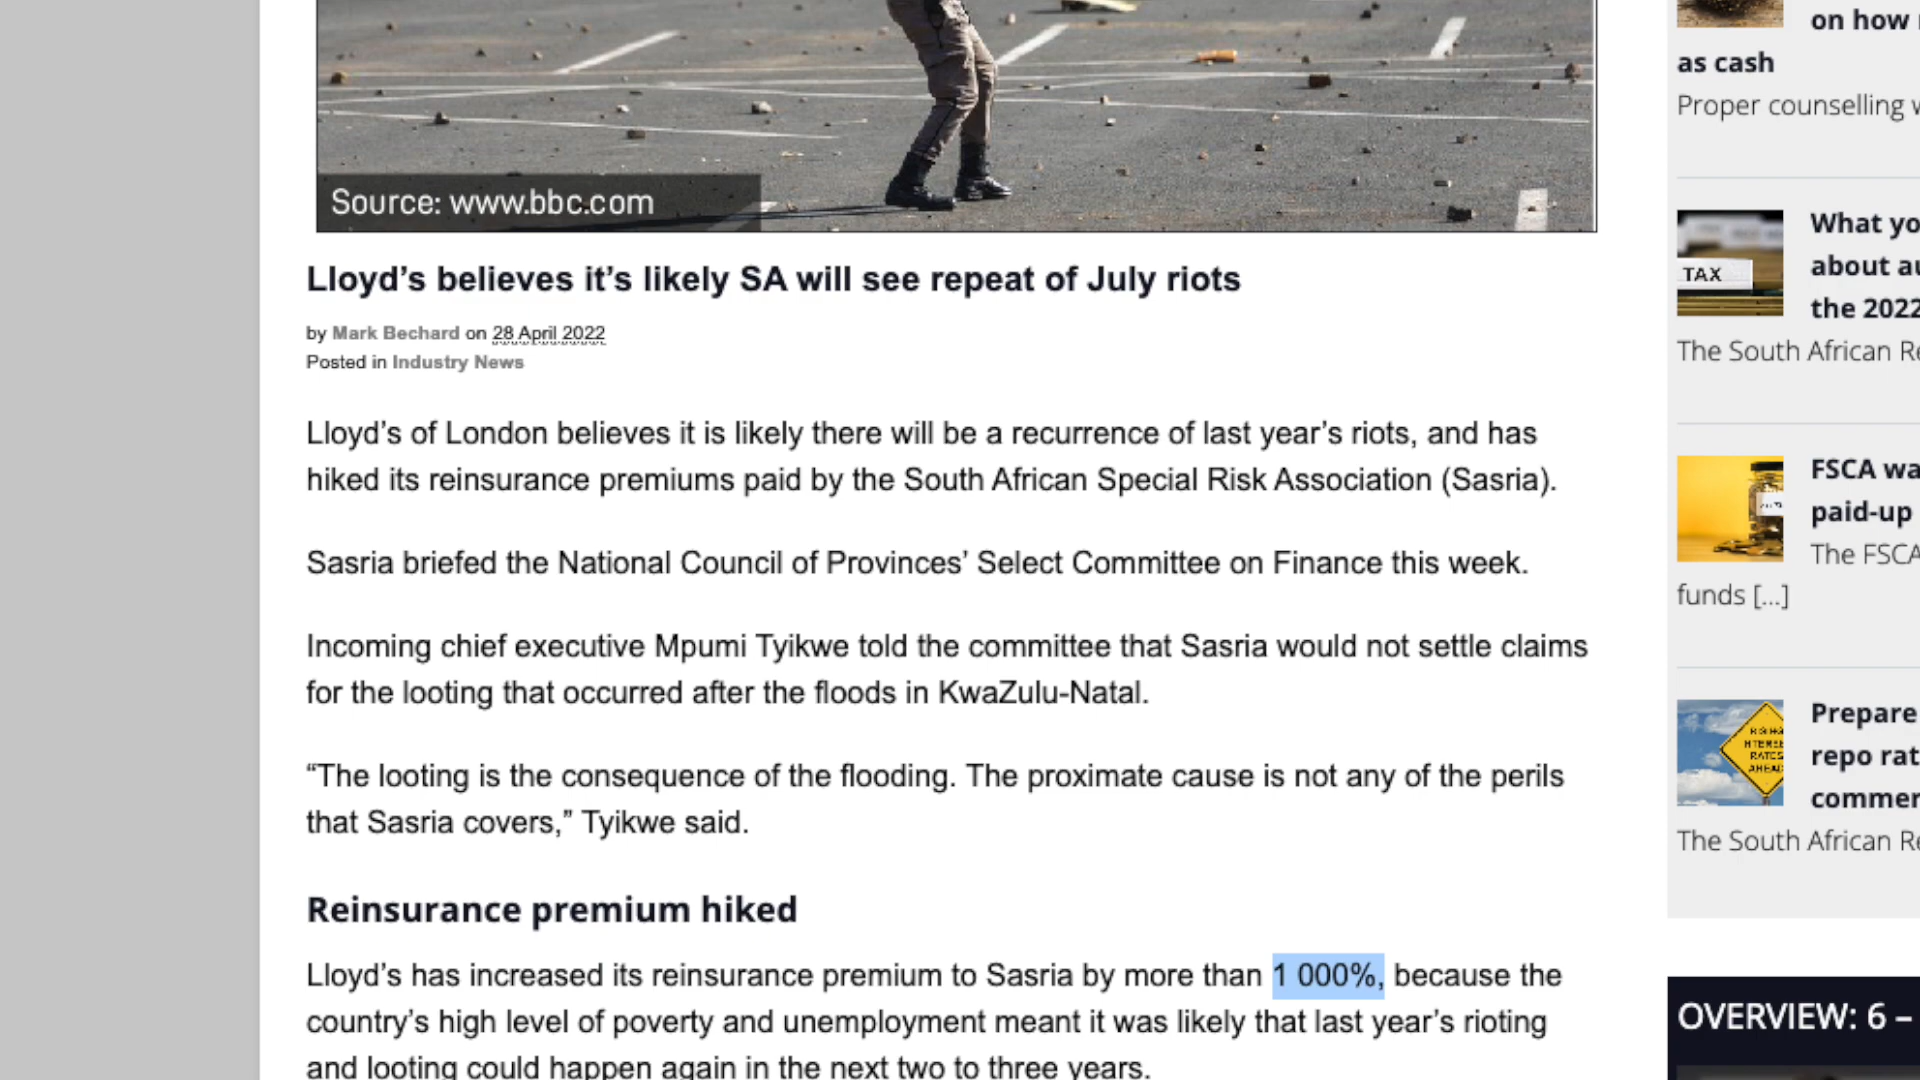 Source: www.bbc.com
Lloyd’s believes it’s likely SA will see repeat of July riots
by Mark Bechard on 28 April 2022
Posted in Industry News
Lloyd’s of London believes it is likely there will be a recurrence of last year’s riots, and has
hiked its reinsurance premiums paid by the South African Special Risk Association (Sasria).
Sasria briefed the National Council of Provinces’ Select Committee on Finance this week.
Incoming chief executive Mpumi Tyikwe told the committee that Sasria would not settle claims
for the looting that occurred after the floods in KwaZulu-Natal.
“The looting is the consequence of the flooding. The proximate cause is not any of the perils
that Sasria covers,” Tyikwe said.
Reinsurance premium hiked
Lloyd’s has increased its reinsurance premium to Sasria by more than 1 000%, because the
country’s high level of poverty and unemployment meant it was likely that last year’s rioting
and looting could happen again in the next two to three years.
on how
as cash
Proper counselling
TAX
What yo
about au
the 2022
The South African Re
FSCA wa
paid-up
The FSCA
funds [...]
RISING
INTEREST
RATES
AHEAD
Prepare
repo rat
commer
The South African Re
OVERVIEW: 6 –